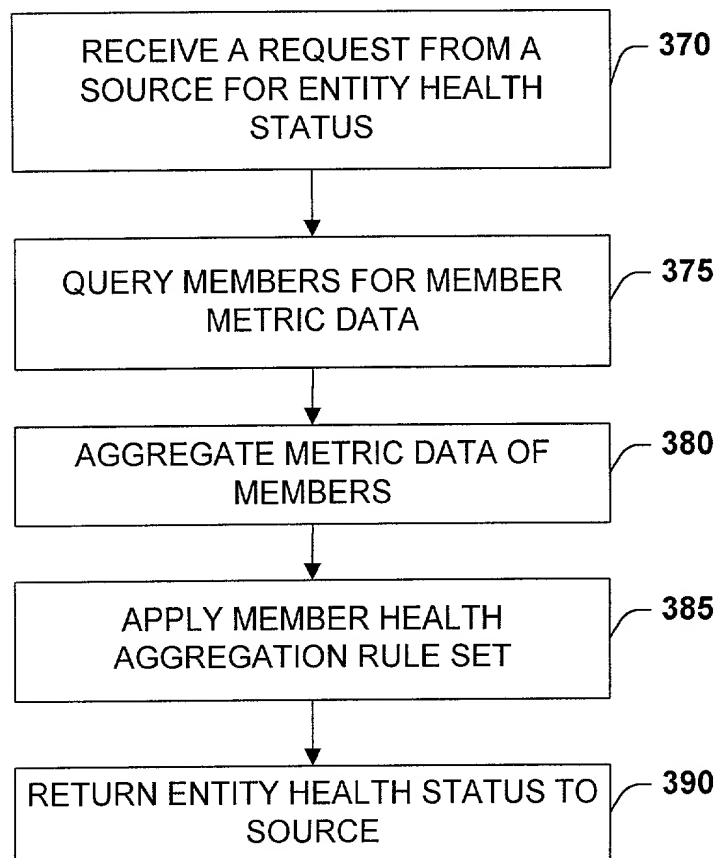 RECEIVE A REQUEST FROM A
SOURCE FOR ENTITY HEALTH
STATUS
370
QUERY MEMBERS FOR MEMBER
METRIC DATA
375
AGGREGATE METRIC DATA OF
MEMBERS
380
APPLY MEMBER HEALTH
AGGREGATION RULE SET
385
RETURN ENTITY HEALTH STATUS TO
SOURCE
390